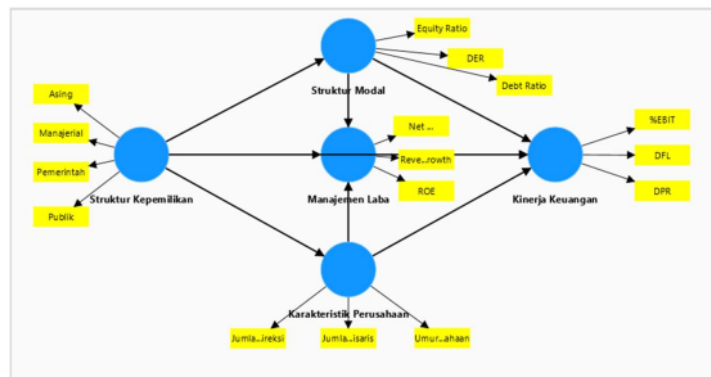 Equity Ratio
DER
Debt Ratio
Struktur Modal
Asing
Manajerial
Pemerintah
Publik
Struktur Kepemilikan
Net ...
Reve...rowth
ROE
Manajemen Laba
%EBIT
DFL
DPR
Kinerja Keuangan
Karakteristik Perusahaan
Jumla...ireksi
Jumla...isaris
Umur...ahaan